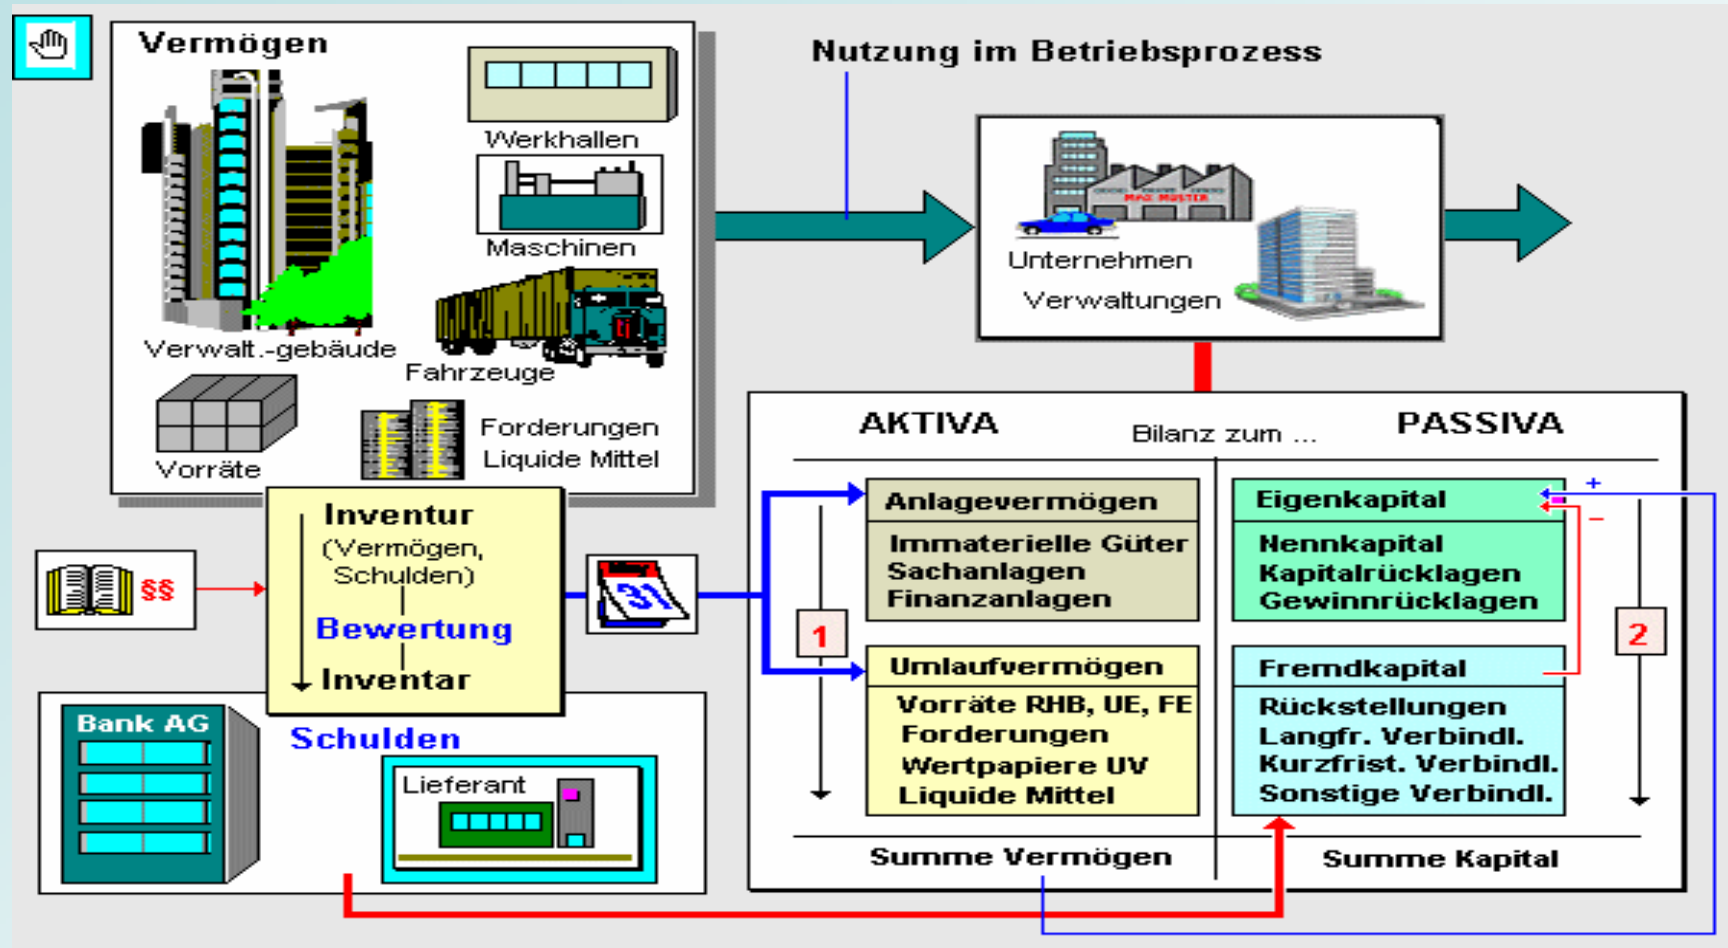 Vermögen
Werkhallen
Maschinen
Verwalt.-gebäude
Fahrzeuge
Vorräte
Forderungen
Liquide Mittel
Nutzung im Betriebsprozess
MAX MUSTER
Unternehmen
Verwaltungen
§§
Inventur
(Vermögen,
Schulden)
Bewertung
Inventar
31
Bank AG
Schulden
Lieferant
AKTIVA
Bilanz zum ...
PASSIVA
1
Anlagevermögen
Immaterielle Güter
Sachanlagen
Finanzanlagen
Umlaufvermögen
Vorräte RHB, UE, FE
Forderungen
Wertpapiere UV
Liquide Mittel
Summe Vermögen
Eigenkapital
+
−
Nennkapital
Kapitalrücklagen
Gewinnrücklagen
2
Fremdkapital
Rückstellungen
Langfr. Verbindl.
Kurzfrist. Verbindl.
Sonstige Verbindl.
Summe Kapital